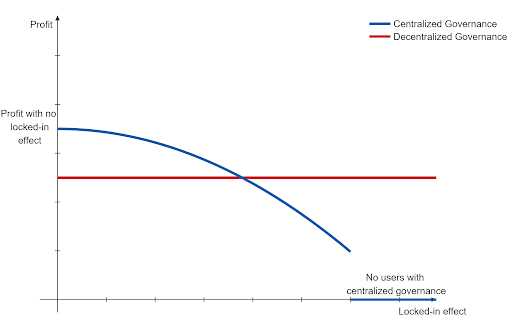 Profit
Centralized Governance
Decentralized Governance
Profit with no
locked-in
effect
No users with
centralized governance
Locked-in effect